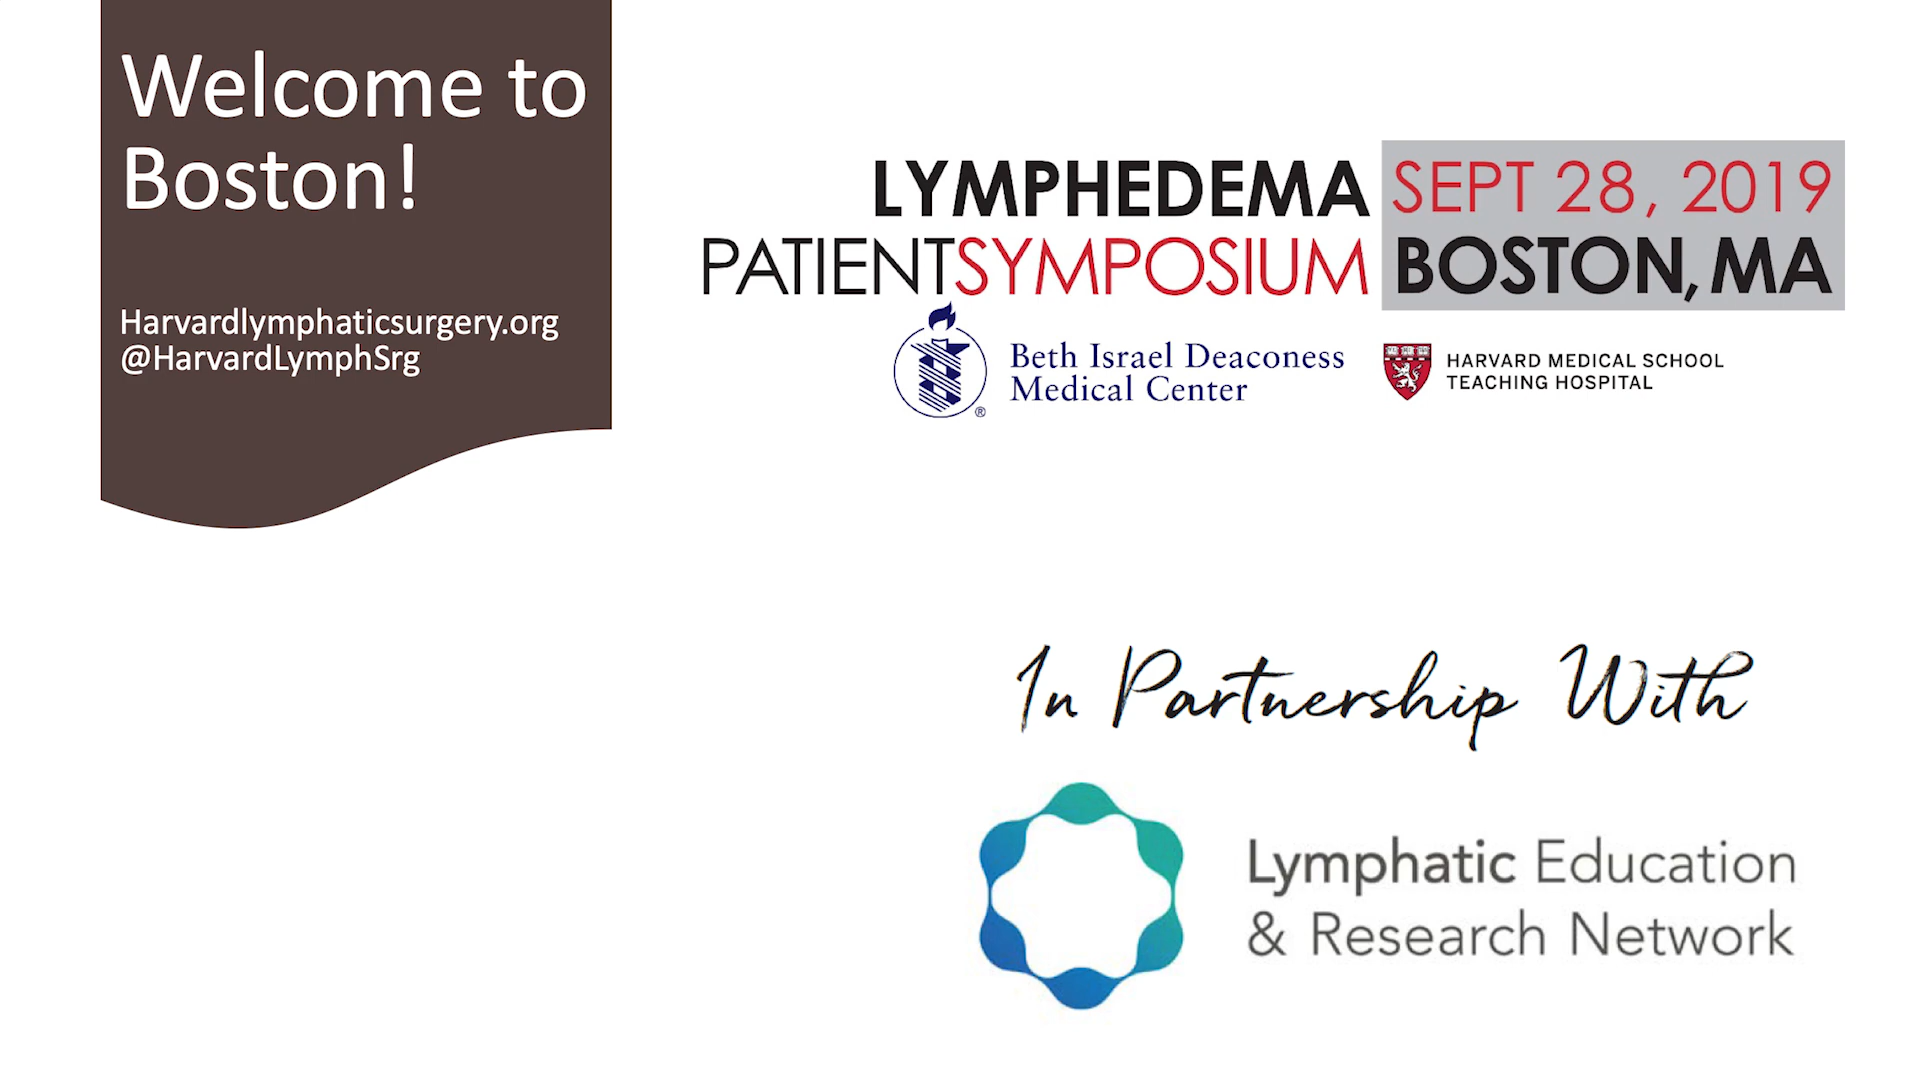 Welcome to
Boston!
Harvardlymphaticsurgery.org
@HarvardLymphSrg
LYMPHEDEMA
PATIENTSYMPOSIUM
SEPT 28, 2019
BOSTON, MA
Beth Israel Deaconess
Medical Center
®
HARVARD MEDICAL SCHOOL
TEACHING HOSPITAL
In Partnership With
Lymphatic Education
& Research Network